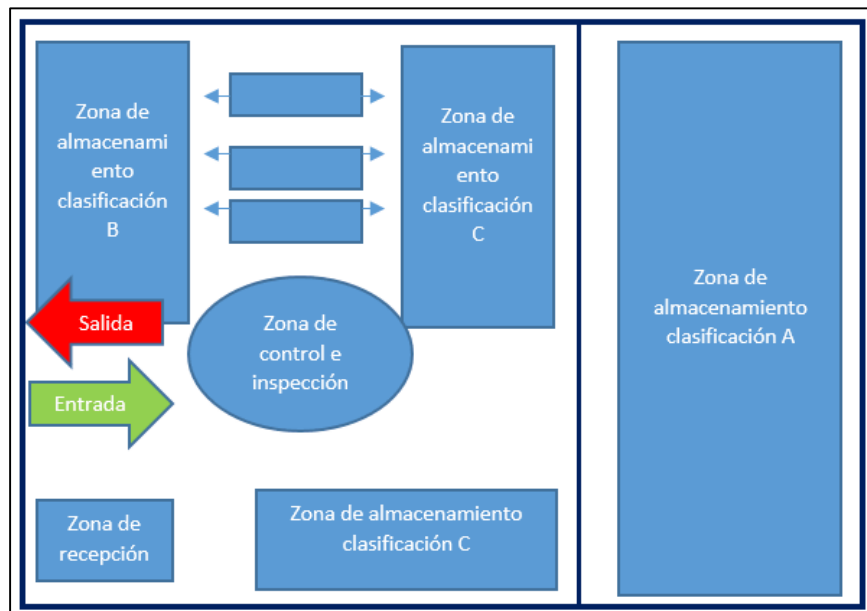 Zona de
almacenami
ento
clasificación
B
Zona de
almacenami
ento
clasificación
C
Zona de
almacenamiento
clasificación A
Salida
Zona de
control e
inspección
Entrada
Zona de
recepción
Zona de almacenamiento
clasificación C